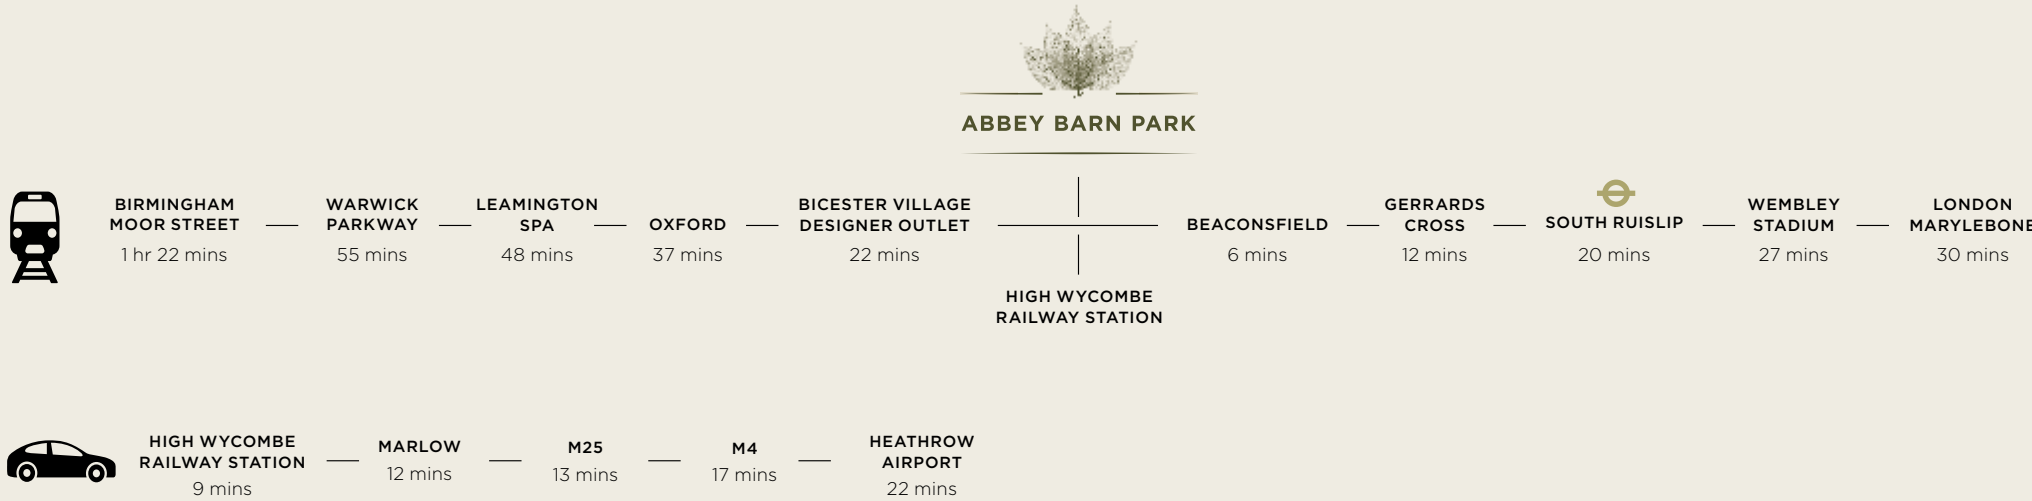 ABBEY BARN PARK
BIRMINGHAM
MOOR STREET
1 hr 22 mins
WARWICK
PARKWAY
55 mins
LEAMINGTON
SPA
48 mins
OXFORD
37 mins
BICESTER VILLAGE
DESIGNER OUTLET
22 mins
HIGH WYCOMBE
RAILWAY STATION
BEACONSFIELD
6 mins
GERRARDS
CROSS
12 mins
SOUTH RUISLIP
20 mins
WEMBLEY
STADIUM
27 mins
LONDON
MARYLEBONE
30 mins
HIGH WYCOMBE
RAILWAY STATION
9 mins
MARLOW
12 mins
M25
13 mins
M4
17 mins
HEATHROW
AIRPORT
22 mins